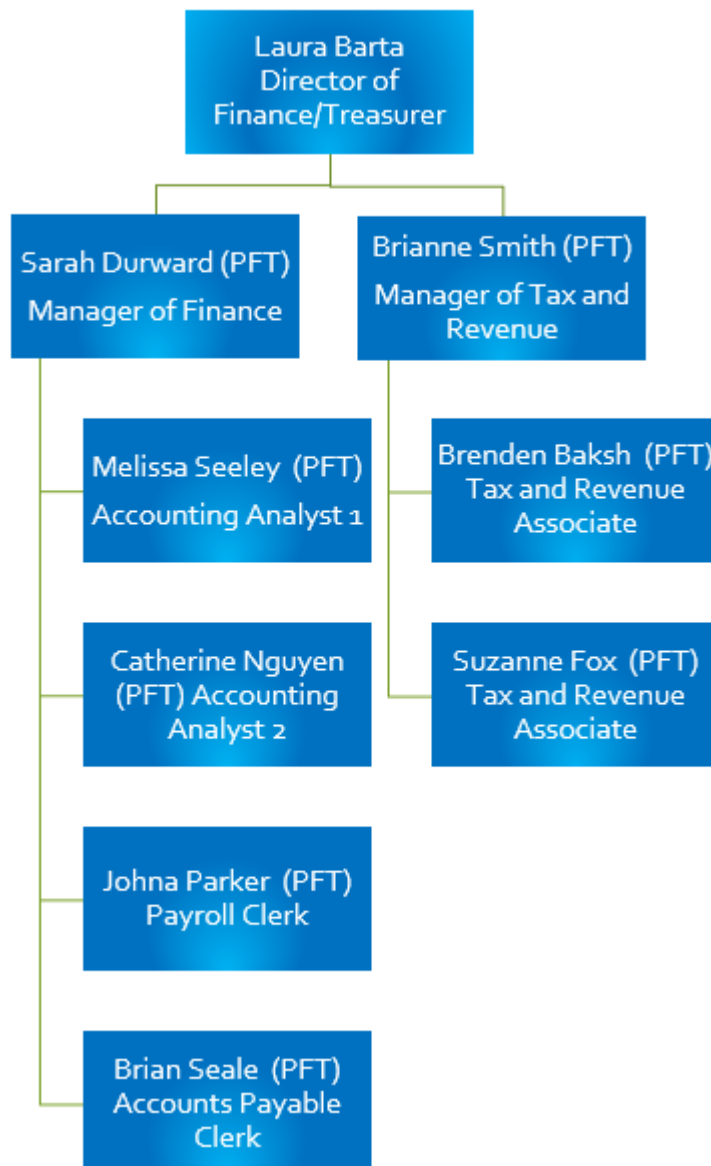 Laura Barta
Director of
Finance/Treasurer
Sarah Durward (PFT)
Manager of Finance
Brianne Smith (PFT)
Manager of Tax and
Revenue
Melissa Seeley (PFT)
Accounting Analyst 1
Catherine Nguyen
(PFT) Accounting
Analyst 2
Johna Parker (PFT)
Payroll Clerk
Brian Seale (PFT)
Accounts Payable
Clerk
Brenden Baksh (PFT)
Tax and Revenue
Associate
Suzanne Fox (PFT)
Tax and Revenue
Associate